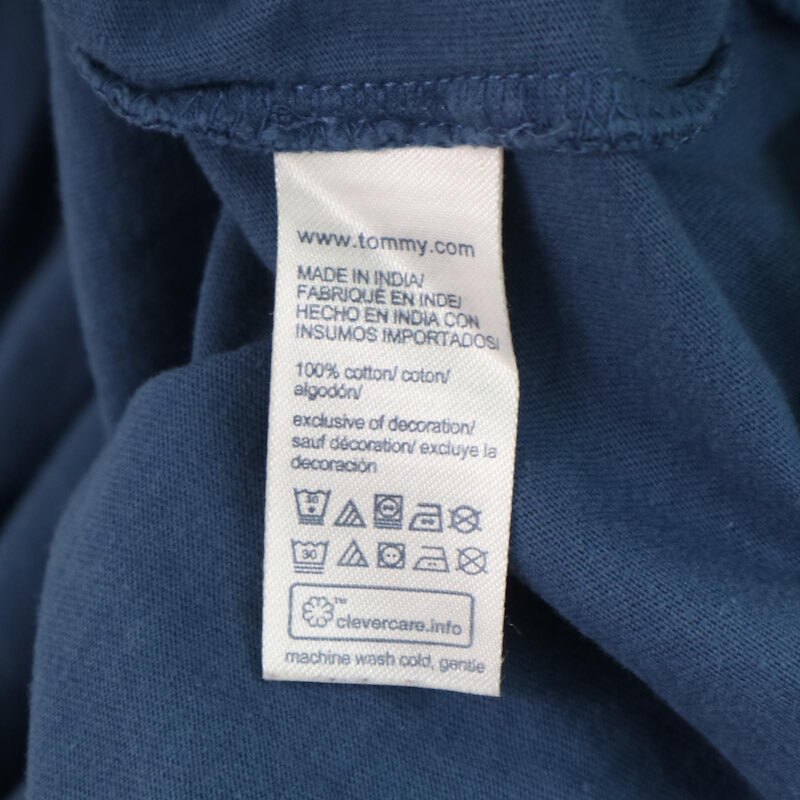 www.tommy.com
MADE IN INDIA/
FABRIQUÉ EN INDE/
HECHO EN INDIA CON
INSUMOS IMPORTADOS/
100% cotton/ coton/
algodón/
exclusive of decoration/
sauf décoration/ excluye la
decoración
30
30
™ clevercare.info
machine wash cold, gentle